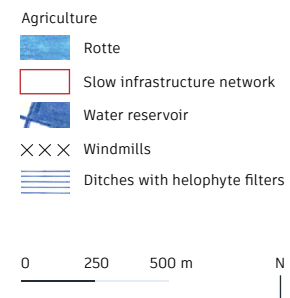 Agriculture
Rotte
Slow infrastructure network
Water reservoir
Windmills
Ditches with helophyte filters
0 250 500 m N